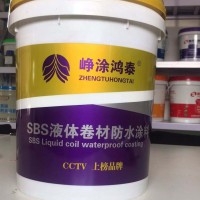 峥涂鸿泰
ZHENGTUHONGTAI
SBS液体卷材防水涂料
SBS Liquid coil waterproof coating
CCTV 上榜品牌